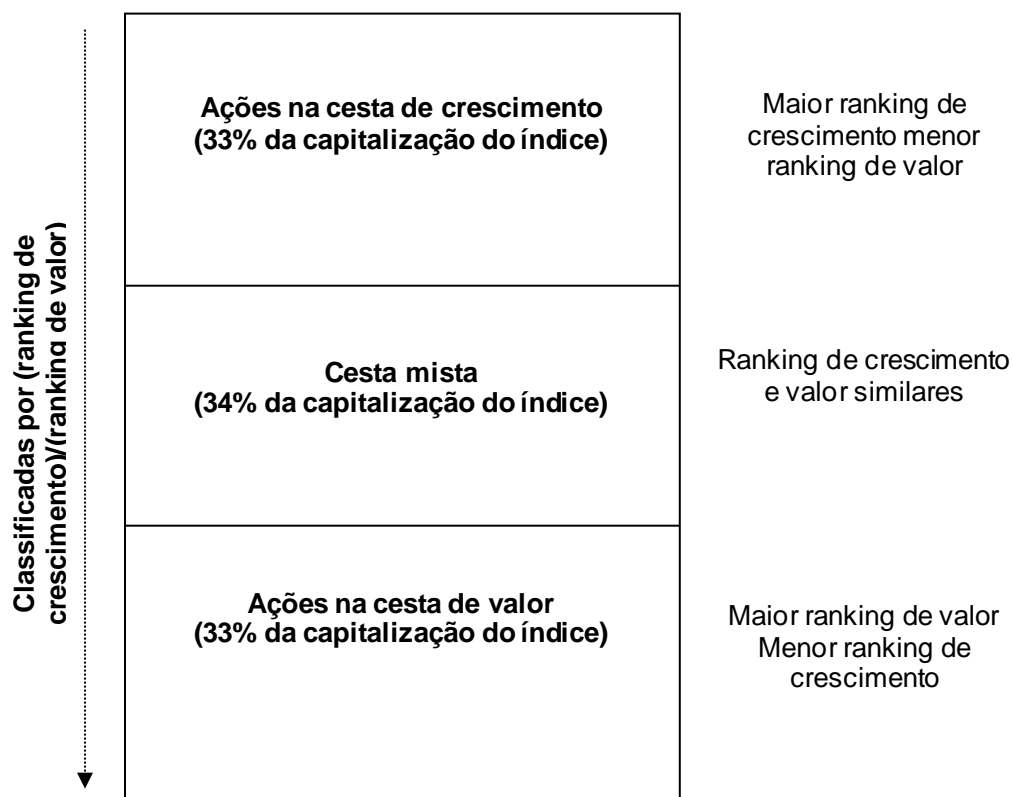 Ações na cesta de crescimento
(33% da capitalização do índice)
Maior ranking de
crescimento menor
ranking de valor
Classificadas por (ranking de
crescimento)/(ranking de valor)
Cesta mista
(34% da capitalização do índice)
Ranking de crescimento
e valor similares
Ações na cesta de valor
(33% da capitalização do índice)
Maior ranking de valor
Menor ranking de
crescimento